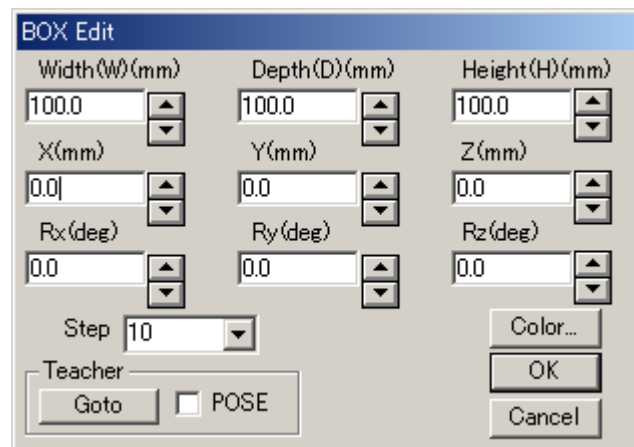 BOX Edit
Width(W)(mm) Depth(D)(mm) Height(H)(mm)
100.0 100.0 100.0
X(mm) Y(mm) Z(mm)
0.0 0.0 0.0
Rx(deg) Ry(deg) Rz(deg)
0.0 0.0 0.0
Step 10 Color...
Teacher OK
Goto POSE Cancel